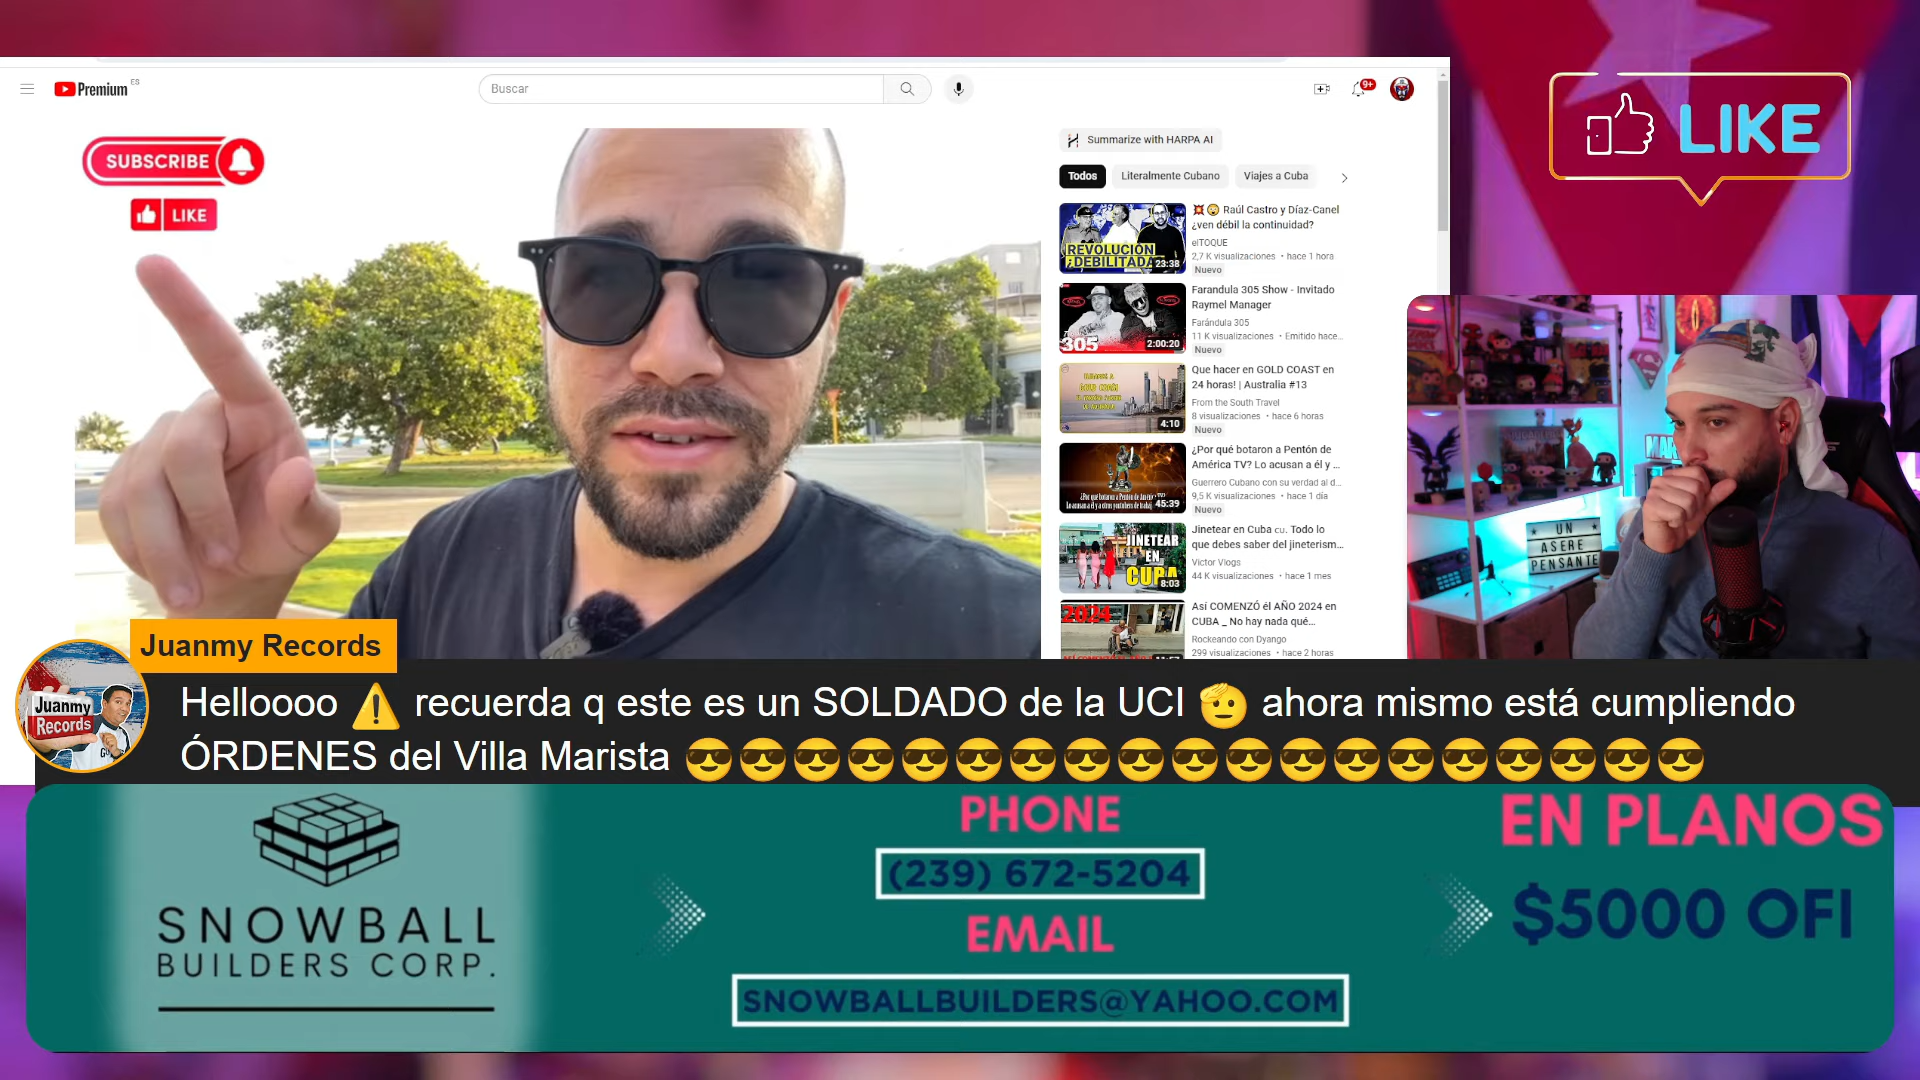 Premium ES
Buscar
9+
SUBSCRIBE
LIKE
LIKE
Summarize with HARPA AI
Todos
Literalmente Cubano
Viajes a Cuba
REVOLUCIÓN
¿DEBILITADA
23:38
Raúl Castro y Díaz-Canel
¿ven débil la continuidad?
elTOQUE
2,7 K visualizaciones • hace 1 hora
Nuevo
305
2:00:20
Farandula 305 Show - Invitado
Raymel Manager
Farándula 305
11 K visualizaciones • Emitido hace...
Nuevo
4:10
Que hacer en GOLD COAST en
24 horas! | Australia #13
From the South Travel
8 visualizaciones • hace 6 horas
Nuevo
45:39
¿Por qué botaron a Pentón de
América TV? Lo acusan a él y ...
Guerrero Cubano con su verdad al d...
9,5 K visualizaciones • hace 1 día
Nuevo
JINETEAR
EN
CUBA
8:03
Jinetear en Cuba CU. Todo lo
que debes saber del jineterism...
Victor Vlogs
44 K visualizaciones • hace 1 mes
2024
Así COMENZÓ él AÑO 2024 en
CUBA _ No hay nada qué...
Rockeando con Dyango
299 visualizaciones • hace 2 horas
UN
ASERE
PENSANTE
Juanmy Records
Juanmy
Records
Helloooo ⚠️ recuerda q este es un SOLDADO de la UCI 🫡 ahora mismo está cumpliendo
ÓRDENES del Villa Marista 😎😎😎😎😎😎😎😎😎😎😎😎😎😎😎😎😎😎😎
SNOWBALL
BUILDERS CORP.
PHONE
(239) 672-5204
EMAIL
SNOWBALLBUILDERS@YAHOO.COM
EN PLANOS
$5000 OFI